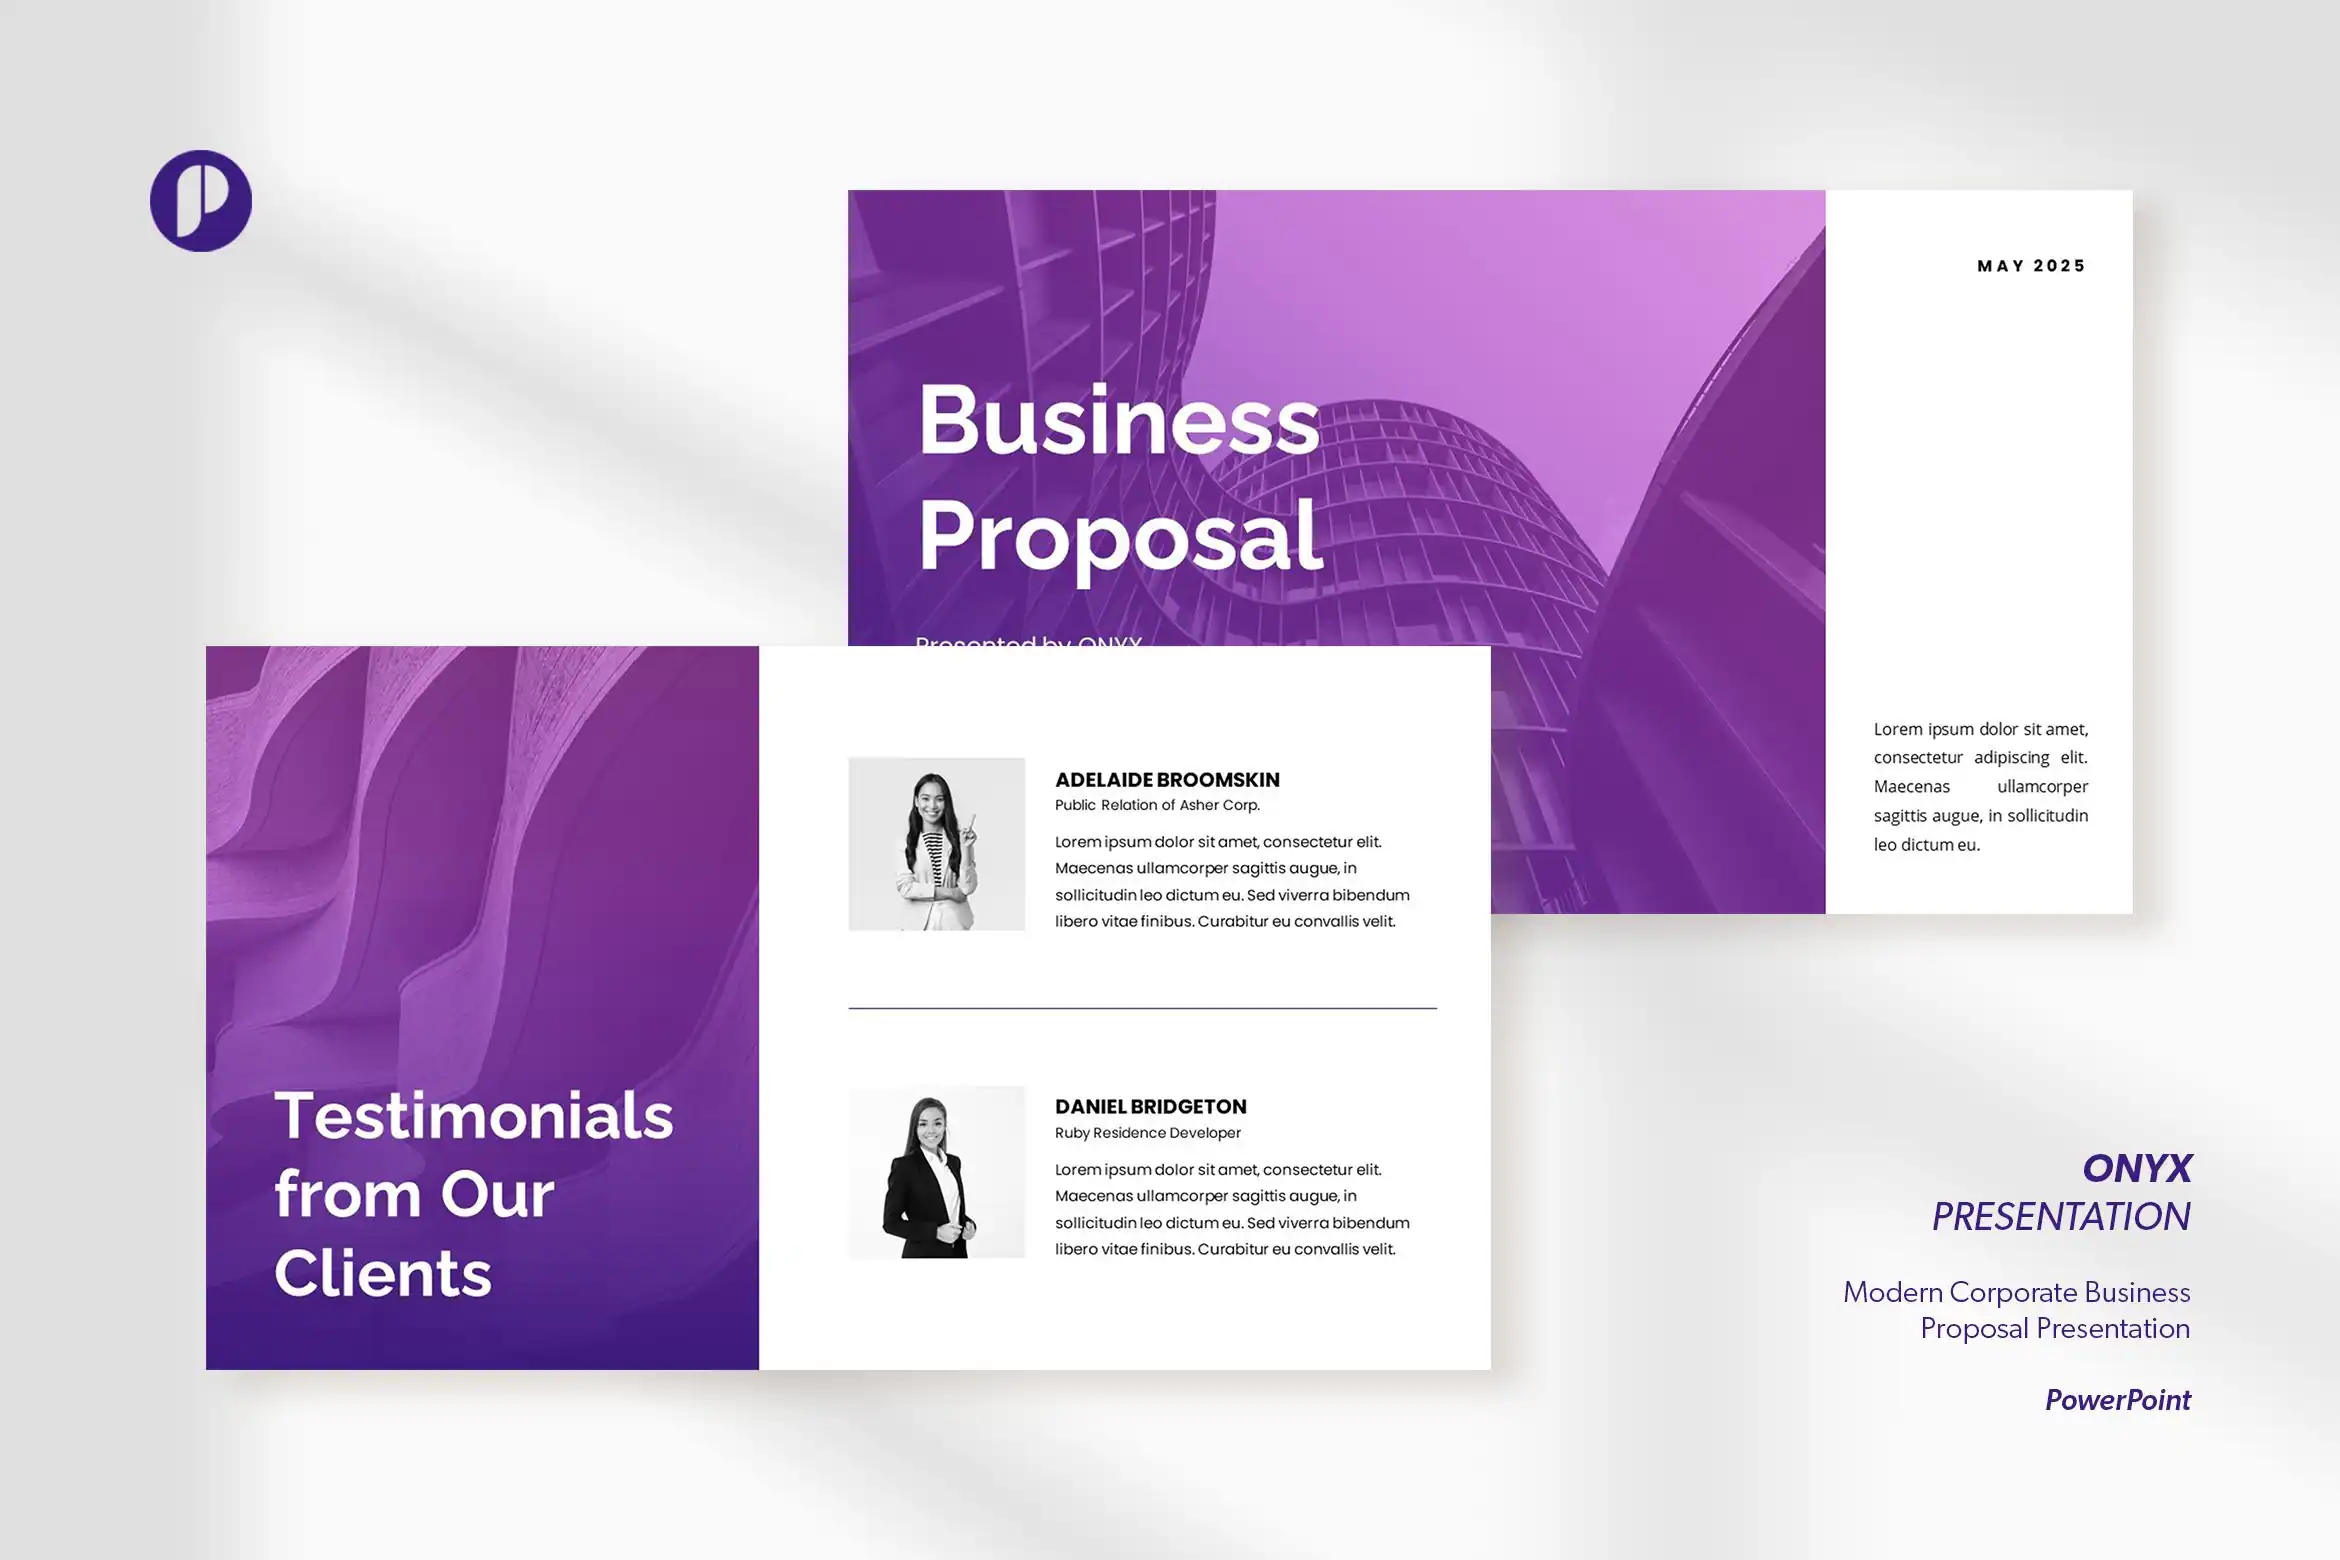 MAY 2025
Business
Proposal
Presented by ONYX
Lorem ipsum dolor sit amet,
consectetur adipiscing elit.
Maecenas ullamcorper
sagittis augue, in sollicitudin
leo dictum eu.
Testimonials
from Our
Clients
ADELAIDE BROOMSKIN
Public Relation of Asher Corp.
Lorem ipsum dolor sit amet, consectetur elit.
Maecenas ullamcorper sagittis augue, in
sollicitudin leo dictum eu. Sed viverra bibendum
libero vitae finibus. Curabitur eu convallis velit.
DANIEL BRIDGETON
Ruby Residence Developer
Lorem ipsum dolor sit amet, consectetur elit.
Maecenas ullamcorper sagittis augue, in
sollicitudin leo dictum eu. Sed viverra bibendum
libero vitae finibus. Curabitur eu convallis velit.
ONYX
PRESENTATION
Modern Corporate Business
Proposal Presentation
PowerPoint